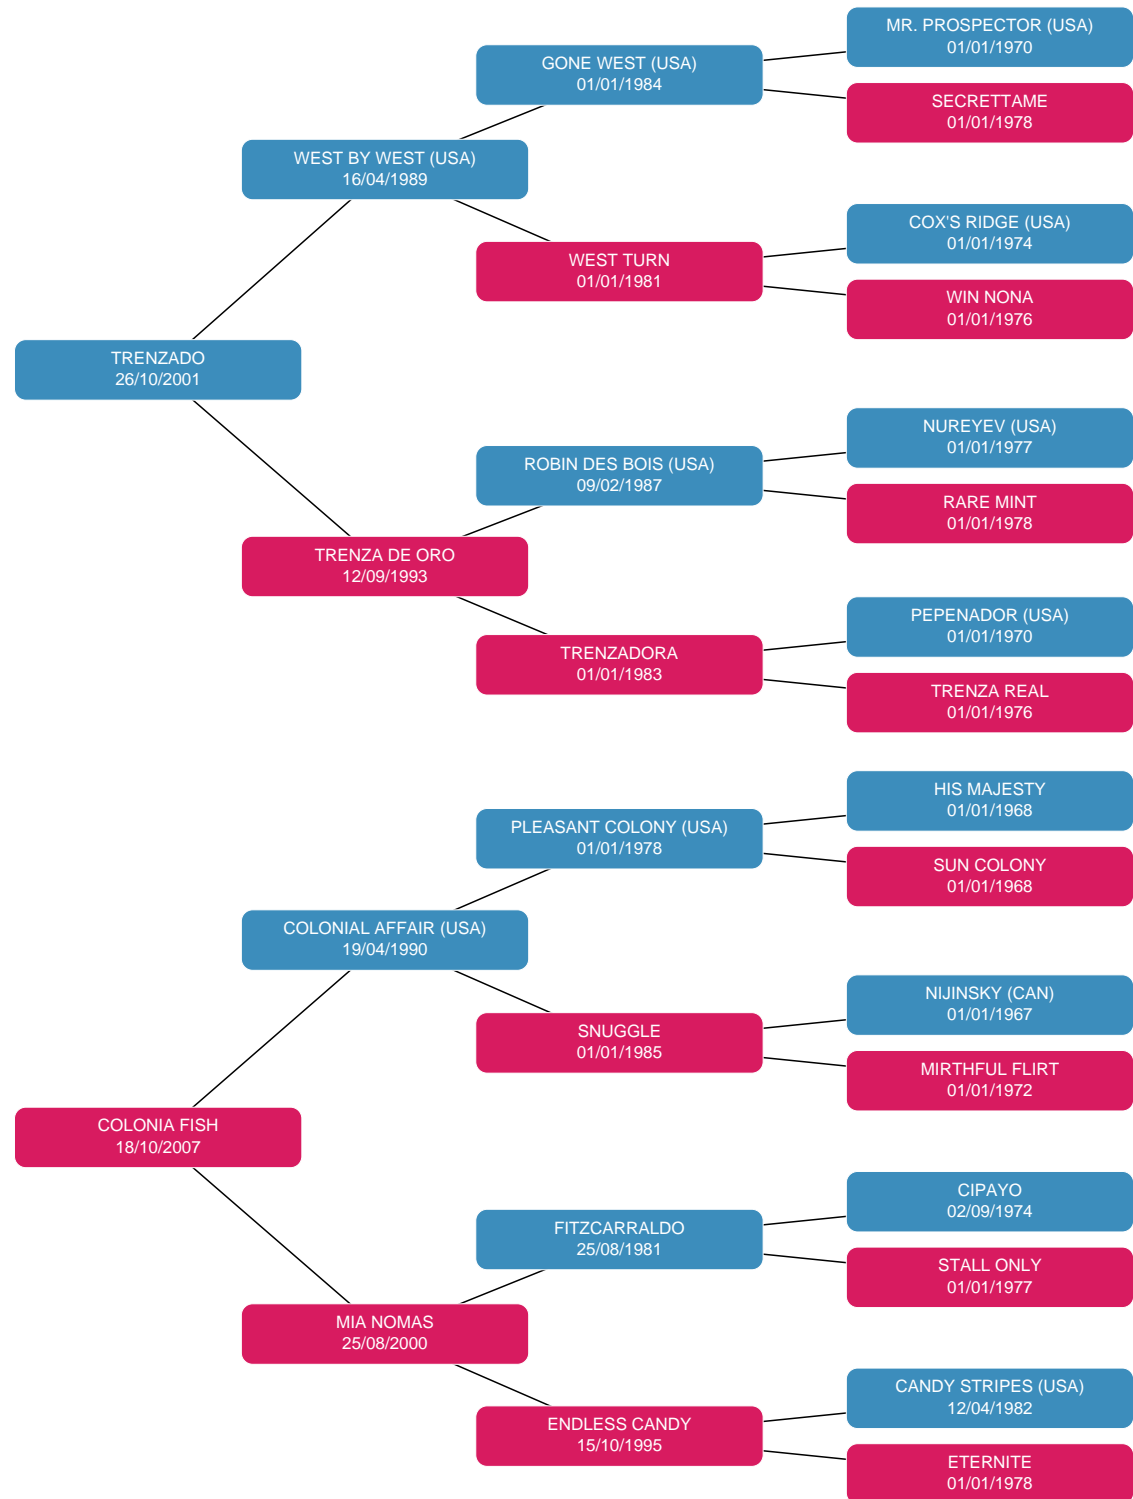 MR. PROSPECTOR (USA)
01/01/1970
GONE WEST (USA)
01/01/1984
SECRETTAME
01/01/1978
WEST BY WEST (USA)
16/04/1989
COX'S RIDGE (USA)
01/01/1974
WEST TURN
01/01/1981
WIN NONA
01/01/1976
TRENZADO
26/10/2001
NUREYEV (USA)
01/01/1977
ROBIN DES BOIS (USA)
09/02/1987
RARE MINT
01/01/1978
TRENZA DE ORO
12/09/1993
PEPENADOR (USA)
01/01/1970
TRENZADORA
01/01/1983
TRENZA REAL
01/01/1976
HIS MAJESTY
01/01/1968
PLEASANT COLONY (USA)
01/01/1978
SUN COLONY
01/01/1968
COLONIAL AFFAIR (USA)
19/04/1990
NIJINSKY (CAN)
01/01/1967
SNUGGLE
01/01/1985
MIRTHFUL FLIRT
01/01/1972
COLONIA FISH
18/10/2007
CIPAYO
02/09/1974
FITZCARRALDO
25/08/1981
STALL ONLY
01/01/1977
MIA NOMAS
25/08/2000
CANDY STRIPES (USA)
12/04/1982
ENDLESS CANDY
15/10/1995
ETERNITE
01/01/1978